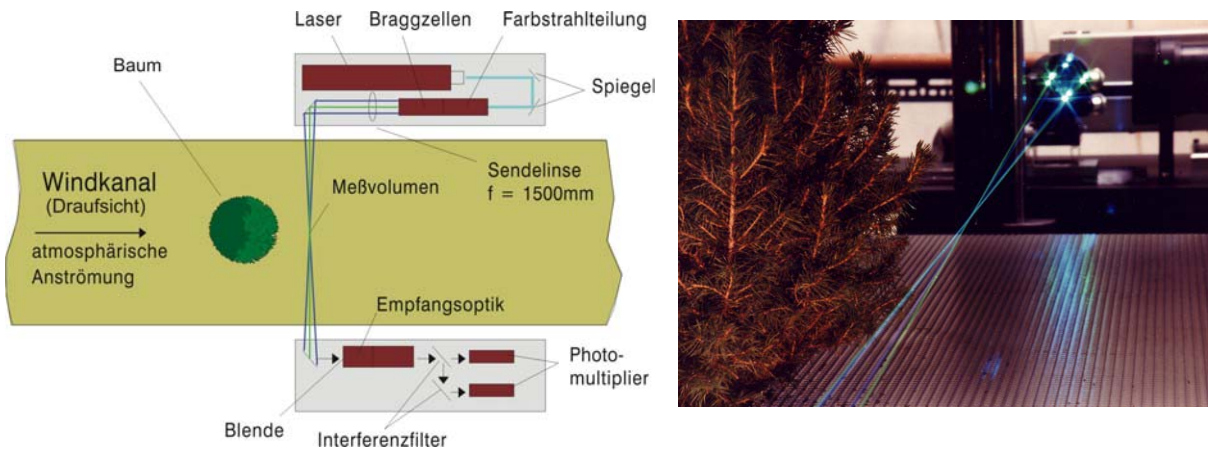 Laser
Braggzellen
Farbstrahlteilung
Baum
Spiegel
Windkanal
(Draufsicht)
atmosphärische
Anströmung
Meßvolumen
Sendelinse
f = 1500mm
Empfangsoptik
Photo-
multiplier
Blende
Interferenzfilter